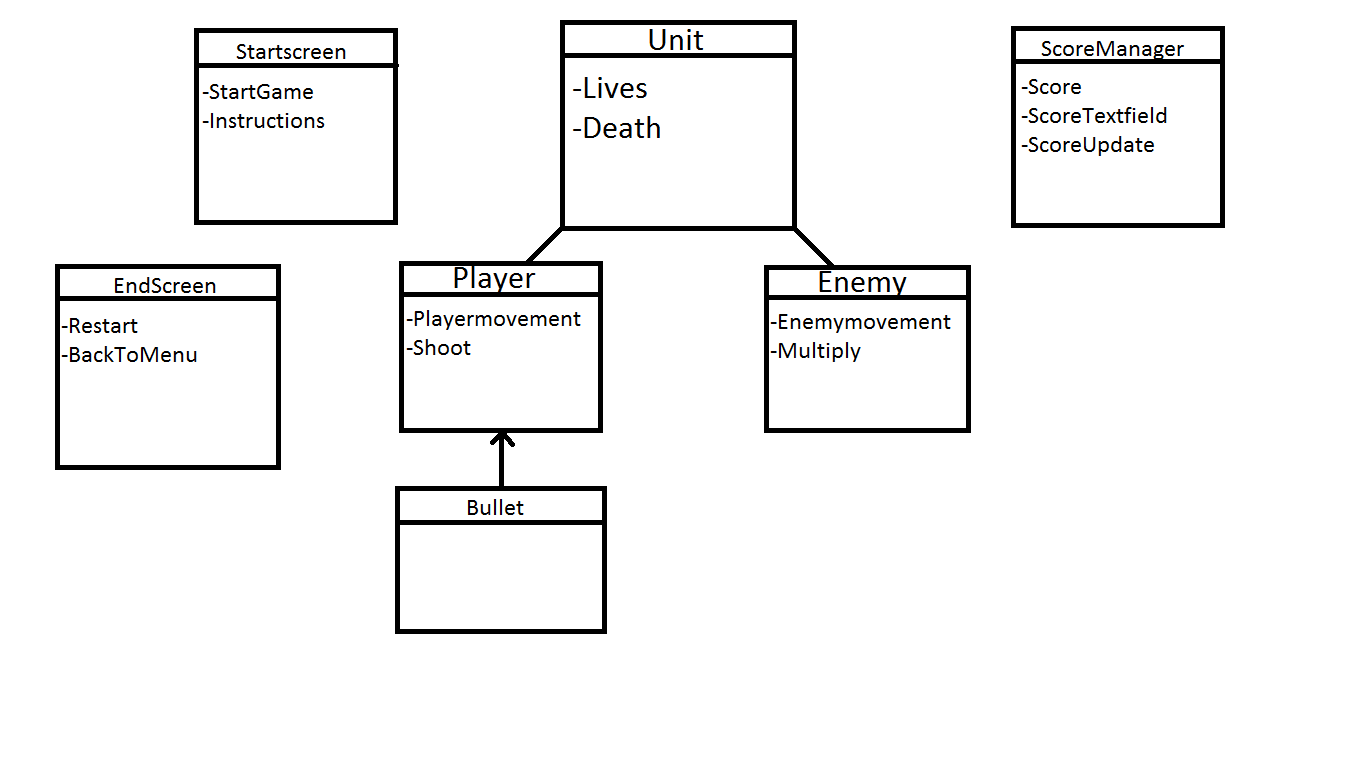 Startscreen
-StartGame
-Instructions
Unit
-Lives
-Death
ScoreManager
-Score
-ScoreTextfield
-ScoreUpdate
EndScreen
-Restart
-BackToMenu
Player
-Playermovement
-Shoot
Enemy
-Enemymovement
-Multiply
Bullet